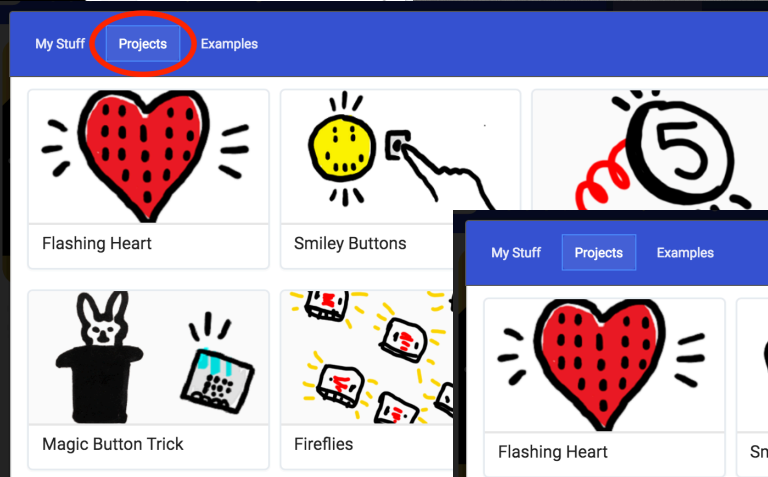 My Stuff Projects Examples
5
Flashing Heart
Smiley Buttons
Magic Button Trick
Fireflies
My Stuff Projects Examples
Flashing Heart
Sn